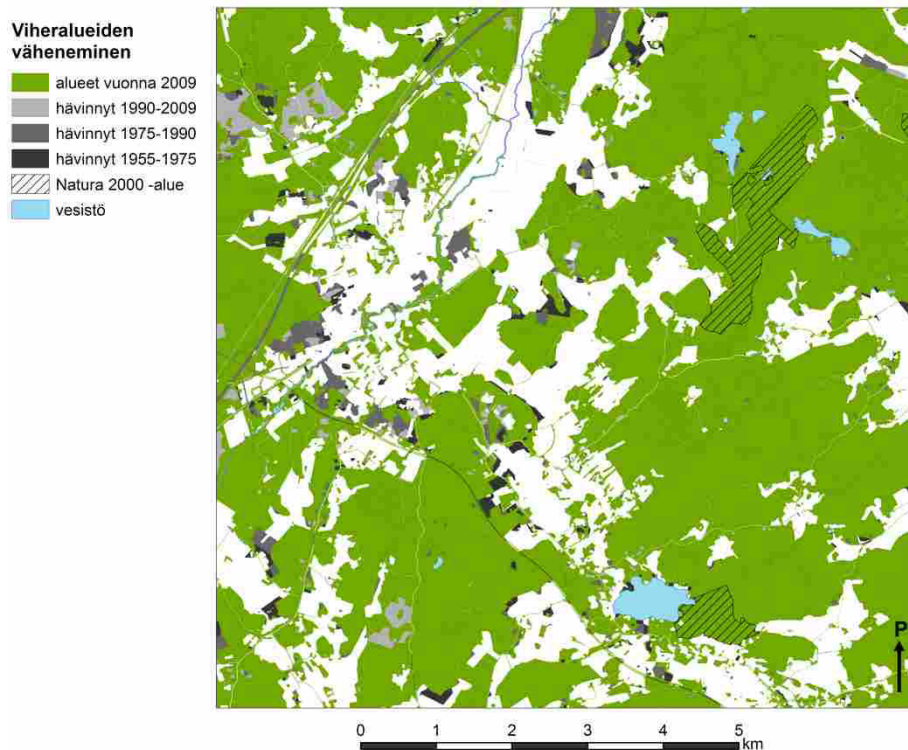 Viheralueiden
väheneminen
alueet vuonna 2009
hävinnyt 1990-2009
hävinnyt 1975-1990
hävinnyt 1955-1975
Natura 2000 -alue
vesistö
P
0 1 2 3 4 5
km